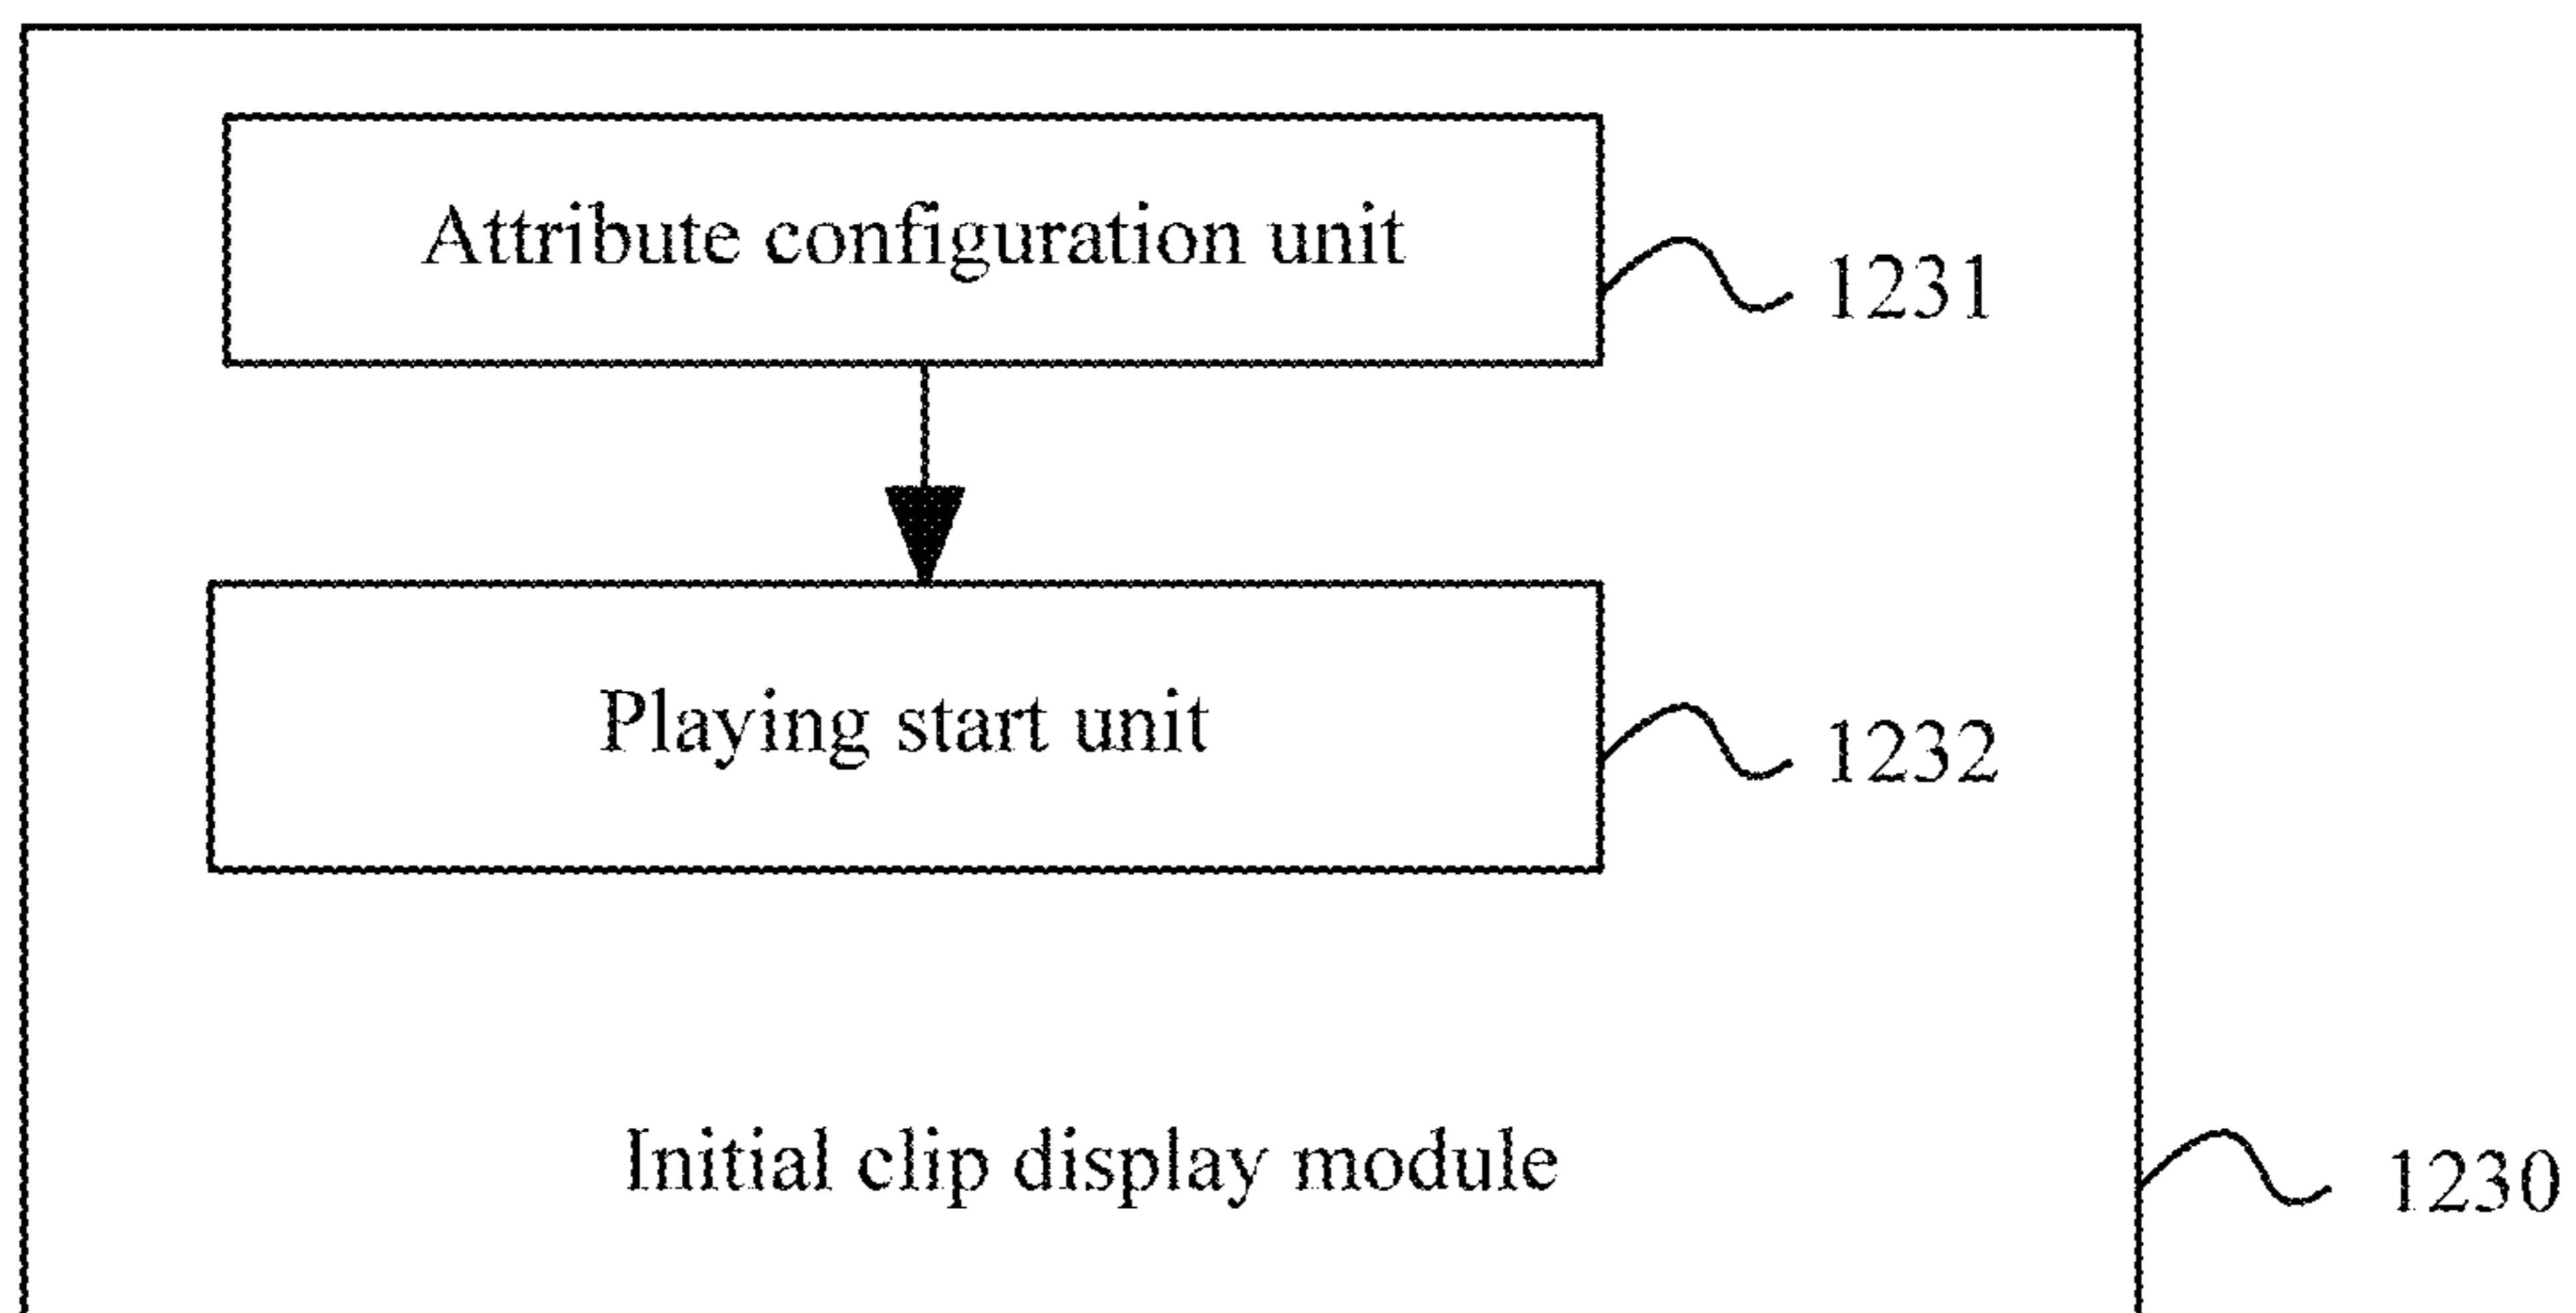 Attribute configuration unit
1231
Playing start unit
1232
Initial clip display module
1230